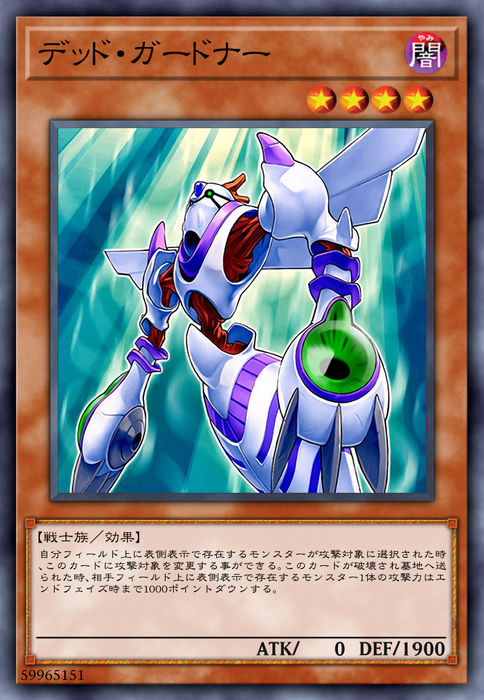 デッド・ガードナー
やみ
闇
【戦士族／効果】
自分フィールド上に表側表示で存在するモンスターが攻撃対象に選択された時
、このカードに攻撃対象を変更する事ができる。このカードが破壊され墓地へ送
られた時、相手フィールド上に表側表示で存在するモンスター1体の攻撃力はエ
ンドフェイズ時まで1000ポイントダウンする。
ATK/ 0 DEF/1900
59965151